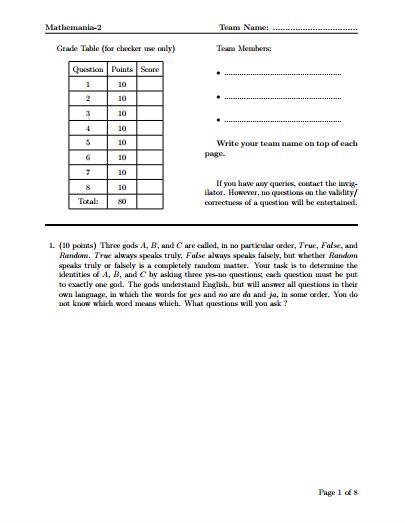 Mathemania-2 Team Name: ....................................
Grade Table (for checker use only)
Question Points Score
1 10
2 10
3 10
4 10
5 10
6 10
7 10
8 10
Total: 80
Team Members:
• ....................................................
• ....................................................
• ....................................................
Write your team name on top of each
page.
If you have any queries, contact the invig-
ilator. However, no questions on the validity/
correctness of a question will be entertained.
1. (10 points) Three gods A, B, and C are called, in no particular order, True, False, and
Random. True always speaks truly, False always speaks falsely, but whether Random
speaks truly or falsely is a completely random matter. Your task is to determine the
identities of A, B, and C by asking three yes-no questions; each question must be put
to exactly one god. The gods understand English, but will answer all questions in their
own language, in which the words for yes and no are da and ja, in some order. You do
not know which word means which. What questions will you ask ?
Page 1 of 8